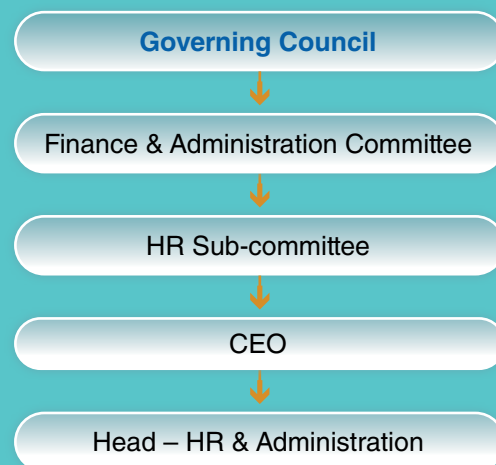 Governing Council
Finance & Administration Committee
HR Sub-committee
CEO
Head – HR & Administration